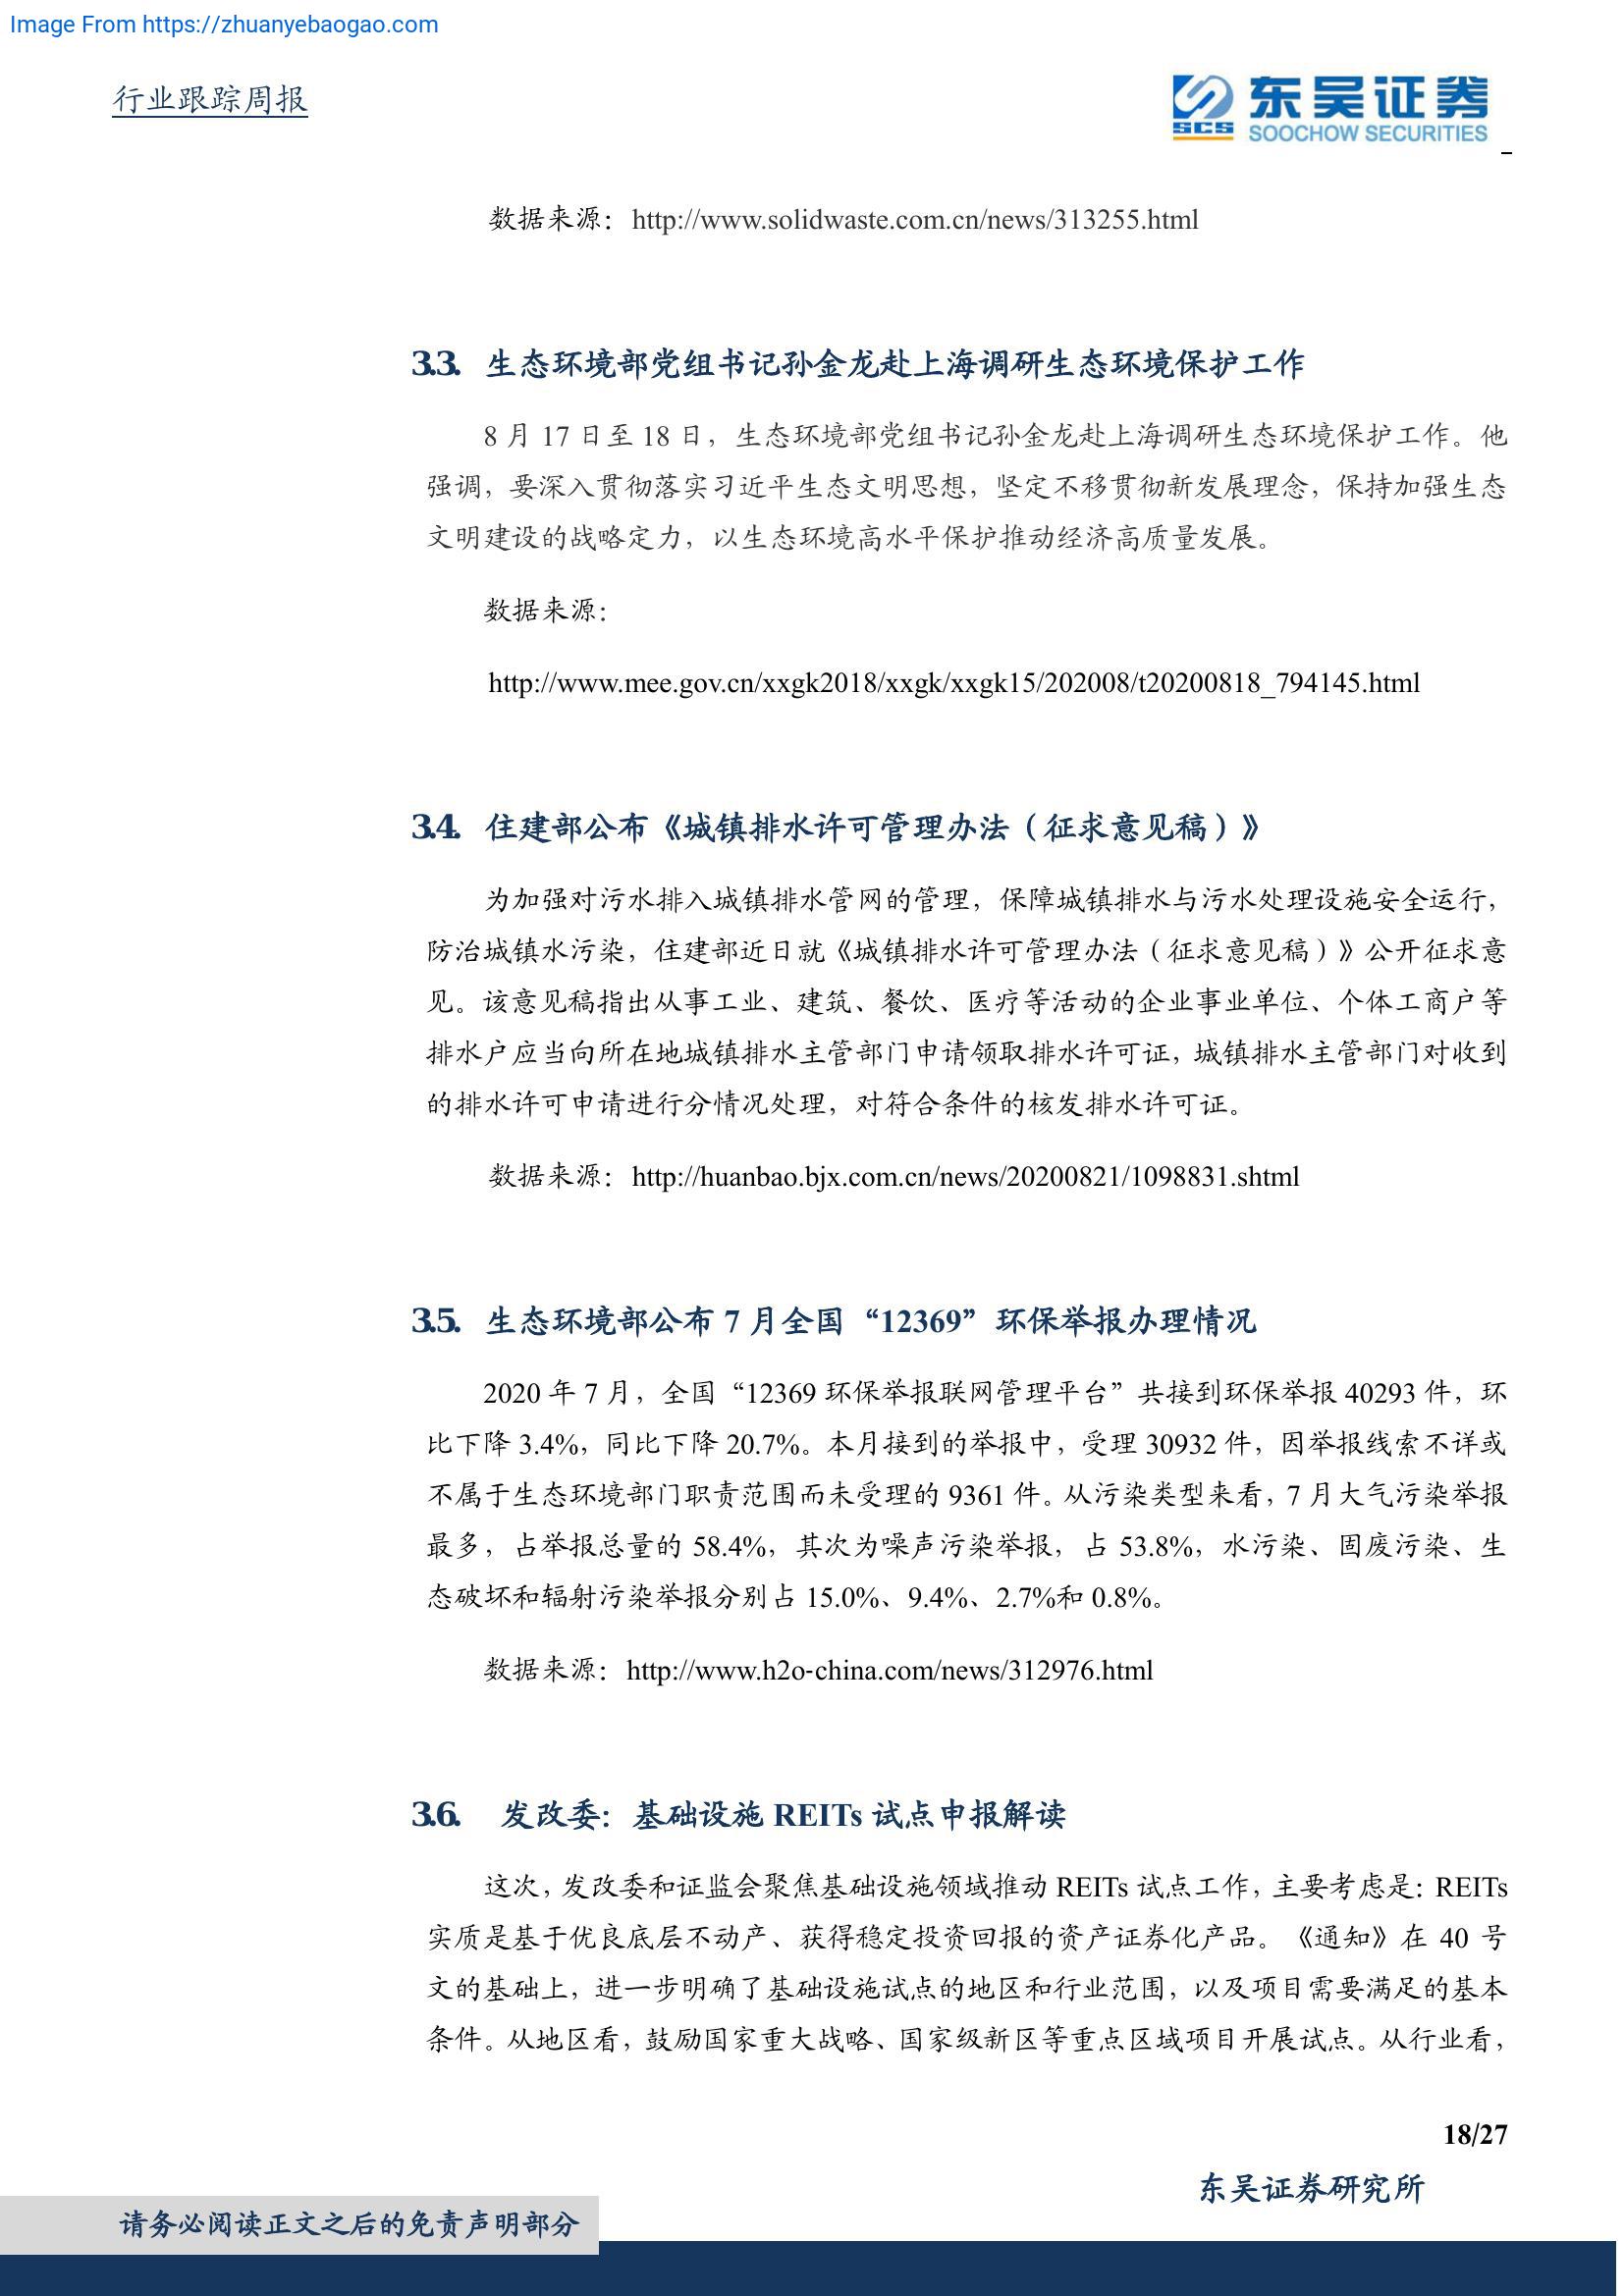 Image From https://zhuanyebaogao.com
行业跟踪周报
东吴证券
SCS
SOOCHOW SECURITIES
数据来源：http://www.solidwaste.com.cn/news/313255.html
3.3. 生态环境部党组书记孙金龙赴上海调研生态环境保护工作
8 月 17 日至 18 日，生态环境部党组书记孙金龙赴上海调研生态环境保护工作。他
强调，要深入贯彻落实习近平生态文明思想，坚定不移贯彻新发展理念，保持加强生态
文明建设的战略定力，以生态环境高水平保护推动经济高质量发展。
数据来源：
http://www.mee.gov.cn/xxgk2018/xxgk/xxgk15/202008/t20200818_794145.html
3.4. 住建部公布《城镇排水许可管理办法（征求意见稿）》
为加强对污水排入城镇排水管网的管理，保障城镇排水与污水处理设施安全运行，
防治城镇水污染，住建部近日就《城镇排水许可管理办法（征求意见稿）》公开征求意
见。该意见稿指出从事工业、建筑、餐饮、医疗等活动的企业事业单位、个体工商户等
排水户应当向所在地城镇排水主管部门申请领取排水许可证，城镇排水主管部门对收到
的排水许可申请进行分情况处理，对符合条件的核发排水许可证。
数据来源：http://huanbao.bjx.com.cn/news/20200821/1098831.shtml
3.5. 生态环境部公布 7 月全国“12369”环保举报办理情况
2020 年 7 月，全国“12369 环保举报联网管理平台”共接到环保举报 40293 件，环
比下降 3.4%，同比下降 20.7%。本月接到的举报中，受理 30932 件，因举报线索不详或
不属于生态环境部门职责范围而未受理的 9361 件。从污染类型来看，7 月大气污染举报
最多，占举报总量的 58.4%，其次为噪声污染举报，占 53.8%，水污染、固废污染、生
态破坏和辐射污染举报分别占 15.0%、9.4%、2.7%和 0.8%。
数据来源：http://www.h2o-china.com/news/312976.html
3.6. 发改委：基础设施 REITs 试点申报解读
这次，发改委和证监会聚焦基础设施领域推动 REITs 试点工作，主要考虑是：REITs
实质是基于优良底层不动产、获得稳定投资回报的资产证券化产品。《通知》在 40 号
文的基础上，进一步明确了基础设施试点的地区和行业范围，以及项目需要满足的基本
条件。从地区看，鼓励国家重大战略、国家级新区等重点区域项目开展试点。从行业看，
18/27
东吴证券研究所
请务必阅读正文之后的免责声明部分